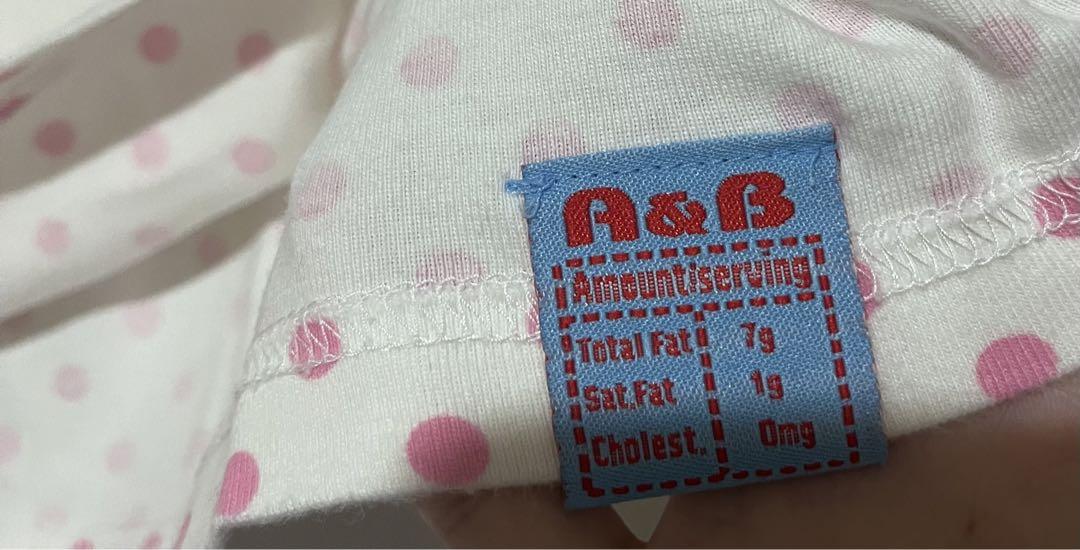 A&B
Amount/serving
Total Fat 7g
Sat.Fat 1g
Cholest. 0mg